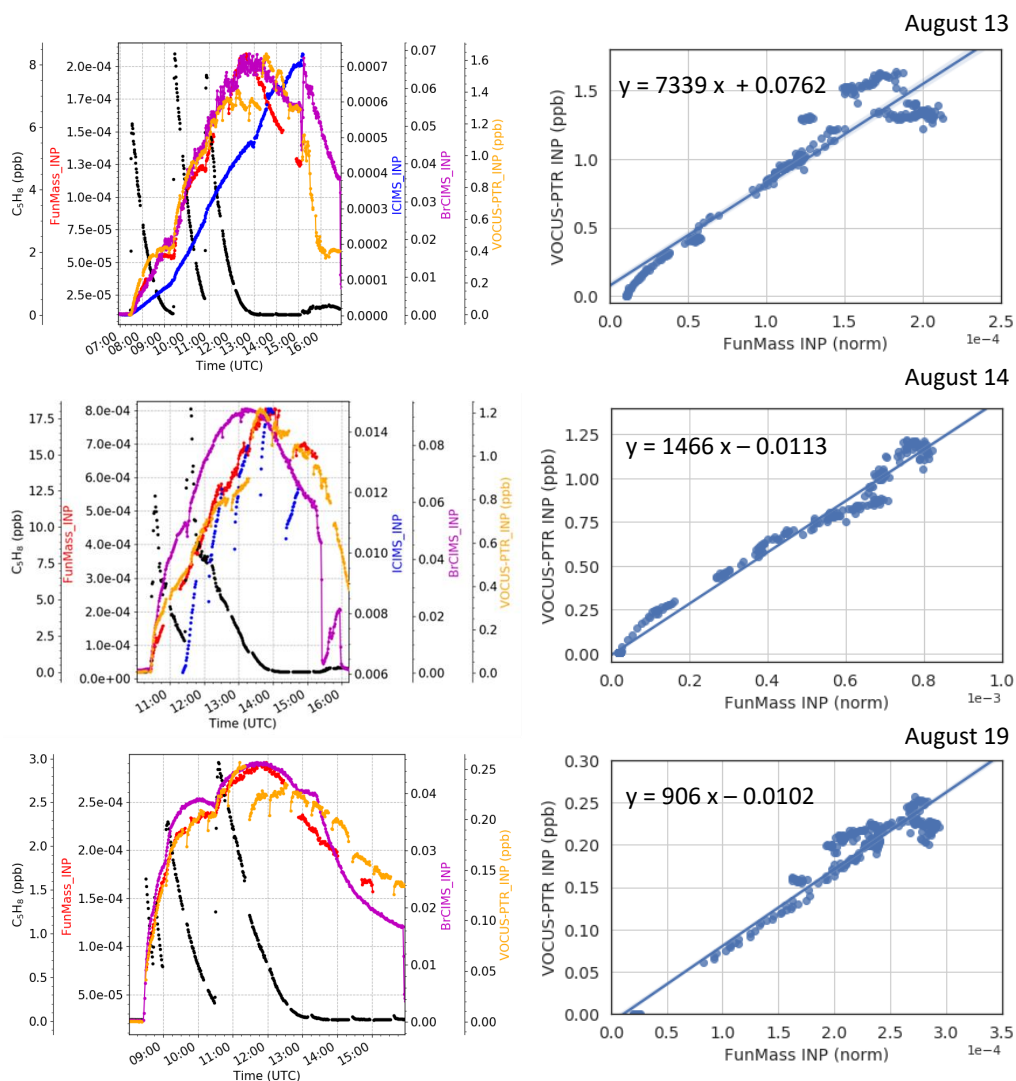 August 13
8
6
4
2
0
C₅H₈ (ppb)
FunMass_INP
2.0e-04
1.7e-04
1.5e-04
1.3e-04
1.0e-04
7.5e-05
5.0e-05
2.5e-05
07:00
08:00
09:00
10:00
11:00
12:00
13:00
14:00
15:00
16:00
Time (UTC)
0.0007
0.0006
0.0005
0.0004
0.0003
0.0002
0.0001
0.0000
ICIMS_INP
0.07
0.06
0.05
0.04
0.03
0.02
0.01
0.00
BrCIMS_INP
1.6
1.4
1.2
1.0
0.8
0.6
0.4
0.2
0.0
VOCUS-PTR_INP (ppb)
y = 7339 x + 0.0762
VOCUS-PTR INP (ppb)
1.5
1.0
0.5
0.0
0.0
0.5
1.0
1.5
2.0
2.5
1e-4
FunMass INP (norm)
August 14
17.5
15.0
12.5
10.0
7.5
5.0
2.5
0.0
C₅H₈ (ppb)
FunMass_INP
8.0e-04
7.0e-04
6.0e-04
5.0e-04
4.0e-04
3.0e-04
2.0e-04
1.0e-04
0.0e+00
11:00
12:00
13:00
14:00
15:00
16:00
Time (UTC)
0.014
0.012
0.010
0.008
0.006
ICIMS_INP
0.08
0.06
0.04
0.02
0.00
BrCIMS_INP
1.2
1.0
0.8
0.6
0.4
0.2
0.0
VOCUS-PTR_INP (ppb)
y = 1466 x – 0.0113
VOCUS-PTR INP (ppb)
1.25
1.00
0.75
0.50
0.25
0.00
0.0
0.2
0.4
0.6
0.8
1.0
1e-3
FunMass INP (norm)
August 19
3.0
2.5
2.0
1.5
1.0
0.5
0.0
C₅H₈ (ppb)
FunMass_INP
2.5e-04
2.0e-04
1.5e-04
1.0e-04
5.0e-05
09:00
10:00
11:00
12:00
13:00
14:00
15:00
Time (UTC)
0.04
0.03
0.02
0.01
0.00
BrCIMS_INP
0.25
0.20
0.15
0.10
0.05
0.00
VOCUS-PTR_INP (ppb)
y = 906 x – 0.0102
VOCUS-PTR INP (ppb)
0.30
0.25
0.20
0.15
0.10
0.05
0.00
0.0
0.5
1.0
1.5
2.0
2.5
3.0
3.5
1e-4
FunMass INP (norm)